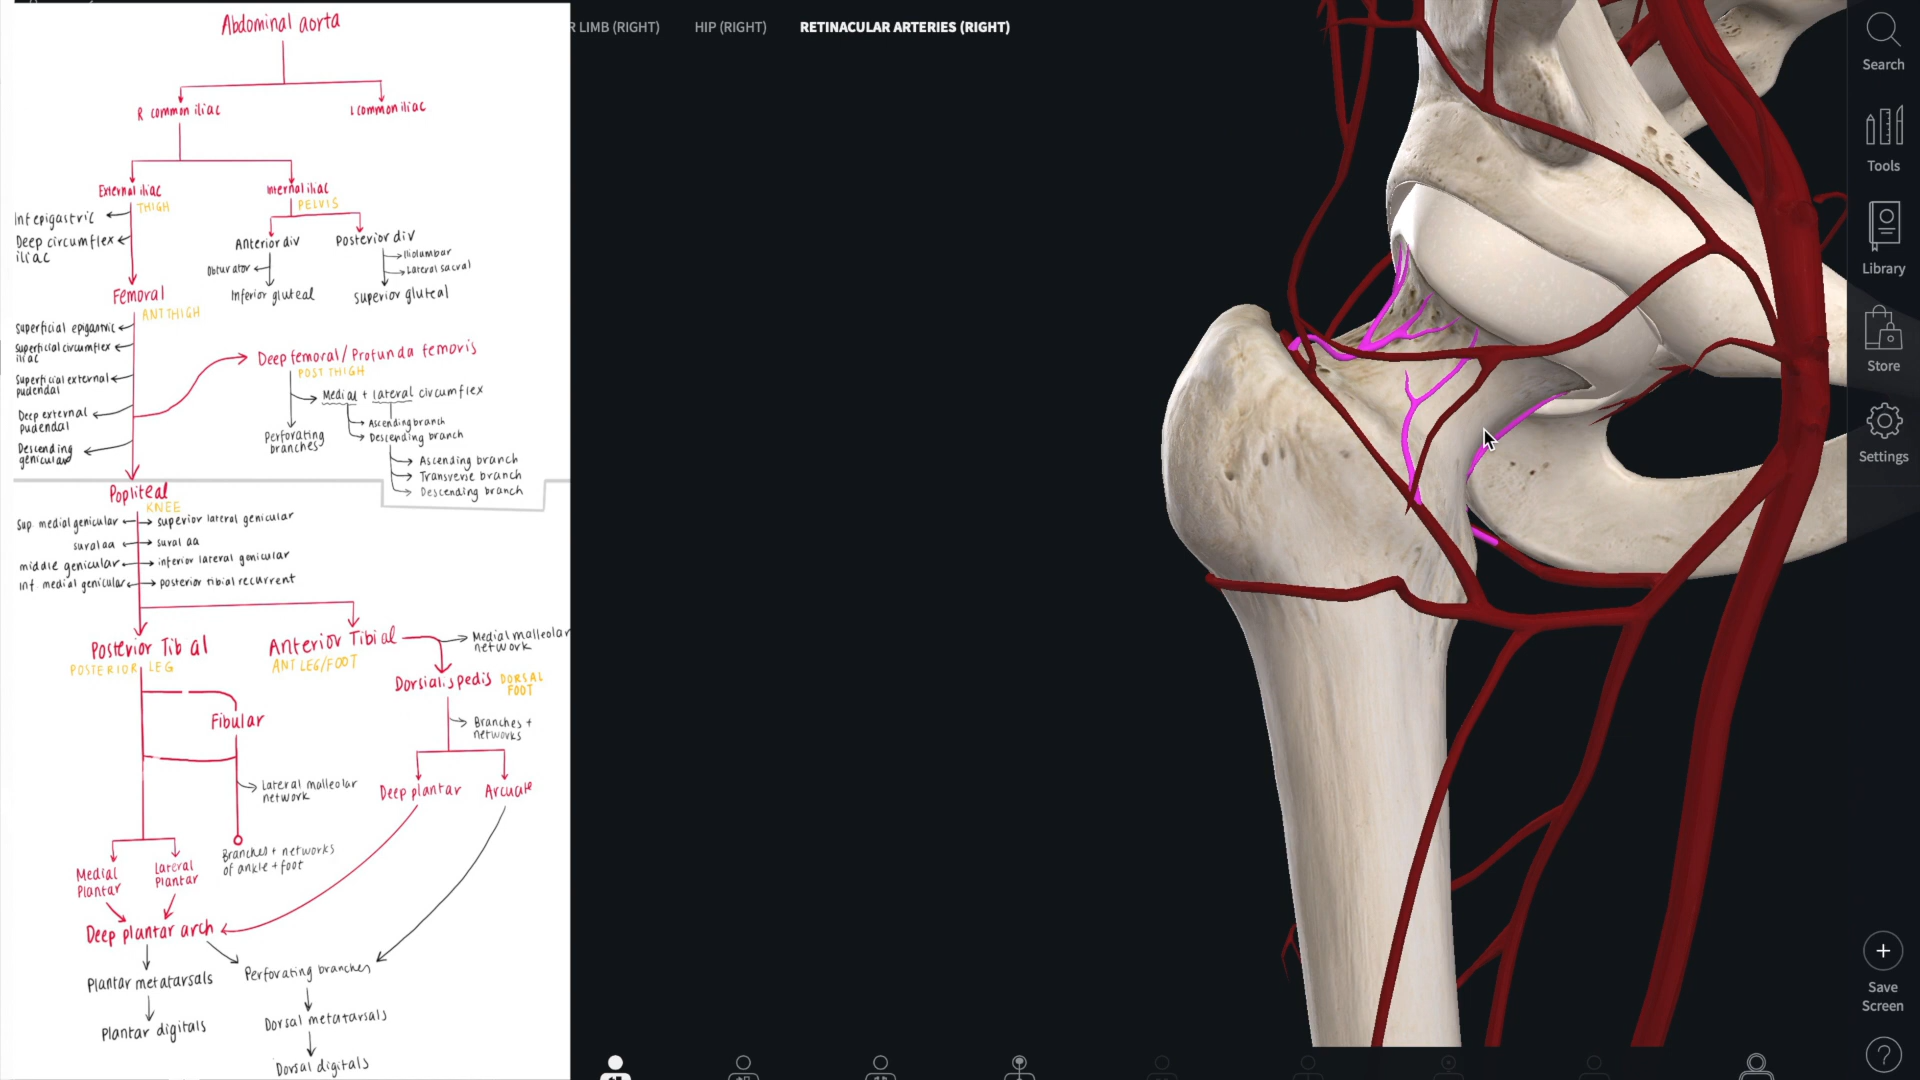 Abdominal aorta
R common iliac
L common iliac
External iliac
THIGH
Internal iliac
PELVIS
Inf epigastric
Deep circumflex
iliac
Anterior div
Posterior div
Iliolumbar
Lateral sacral
Obturator
Inferior gluteal
Superior gluteal
Femoral
ANT THIGH
Superficial epigastric
Superficial circumflex
iliac
Superficial external
pudendal
Deep external
pudendal
Descending
genicular
Deep femoral / Profunda femoris
POST THIGH
Medial + lateral circumflex
Ascending branch
Descending branch
Perforating
branches
Ascending branch
Transverse branch
Descending branch
Popliteal
KNEE
Sup. medial genicular
superior lateral genicular
sural aa
sural aa
middle genicular
inferior lateral genicular
Inf. medial genicular
posterior tibial recurrent
Posterior Tibial
POSTERIOR LEG
Anterior Tibial
ANT LEG/FOOT
Medial malleolar
network
Dorsialis pedis
DORSAL
FOOT
Fibular
Branches +
networks
Lateral malleolar
network
Deep plantar
Arcuate
Branches + networks
of ankle + foot
Medial
Plantar
Lateral
Plantar
Deep plantar arch
Plantar metatarsals
Perforating branches
Plantar digitals
Dorsal metatarsals
Dorsal digitals
R LIMB (RIGHT)
HIP (RIGHT)
RETINACULAR ARTERIES (RIGHT)
Search
Tools
Library
Store
Settings
Save
Screen
?